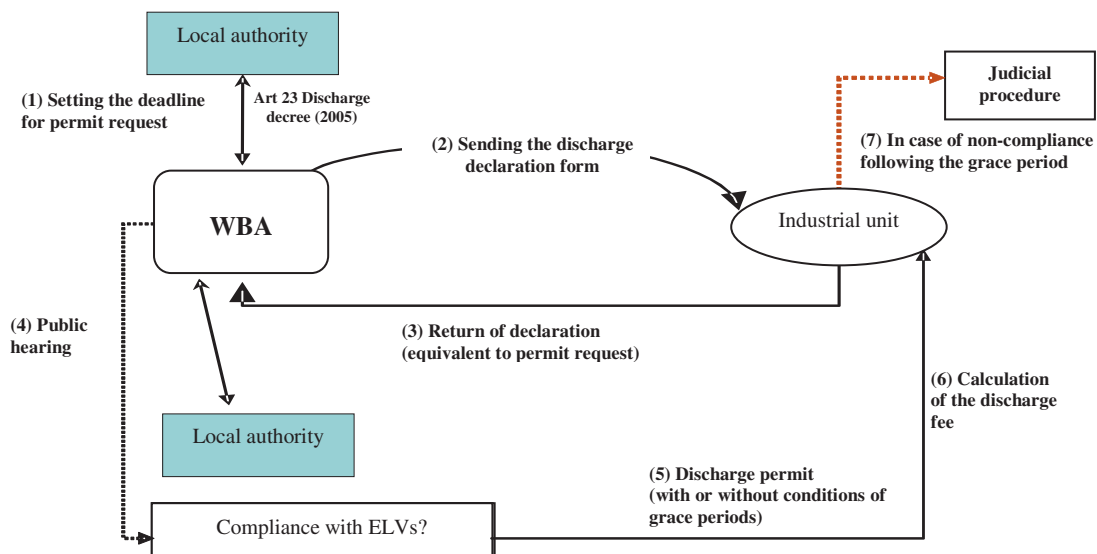 Local authority
(1) Setting the deadline
for permit request
Art 23 Discharge
decree (2005)
(2) Sending the discharge
declaration form
Judicial
procedure
(7) In case of non-compliance
following the grace period
WBA
Industrial unit
(3) Return of declaration
(equivalent to permit request)
(4) Public
hearing
(6) Calculation
of the discharge
fee
Local authority
(5) Discharge permit
(with or without conditions of
grace periods)
Compliance with ELVs?